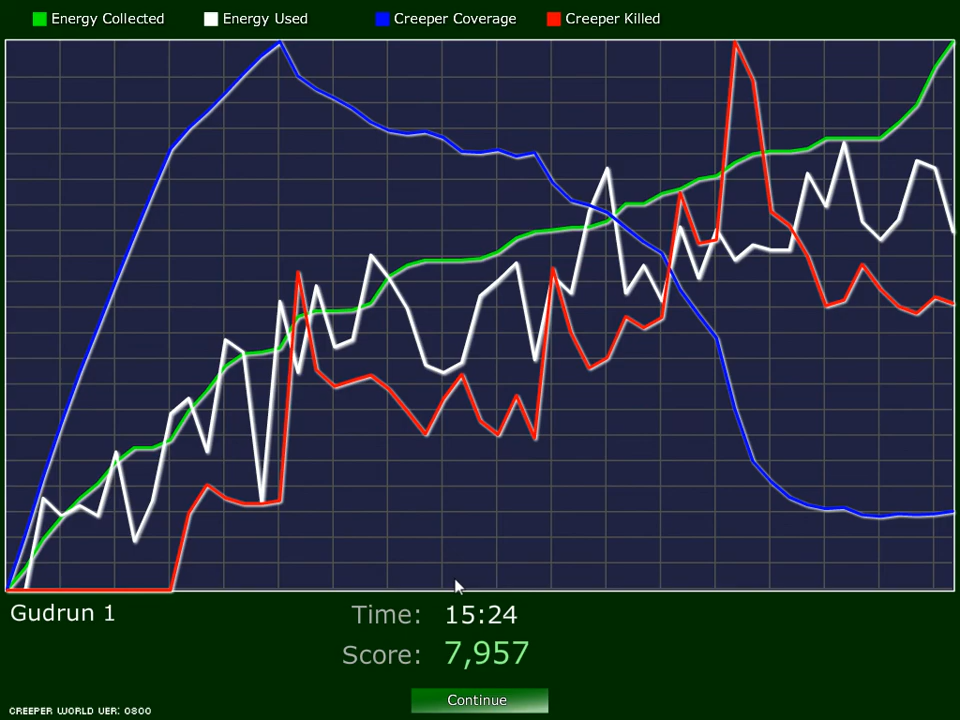 Energy Collected Energy Used Creeper Coverage Creeper Killed
Gudrun 1
Time: 15:24
Score: 7,957
Continue
CREEPER WORLD VER: 0800